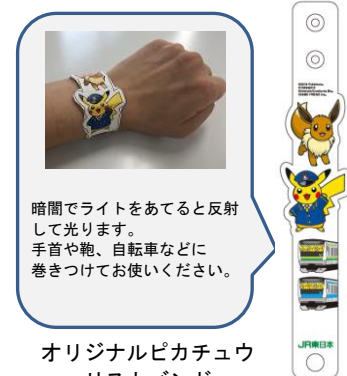 暗闇でライトをあてると反射
して光ります。
手首や鞄、自転車などに
巻きつけてお使いください。
オリジナルピカチュウ
リストバンド
JR東日本